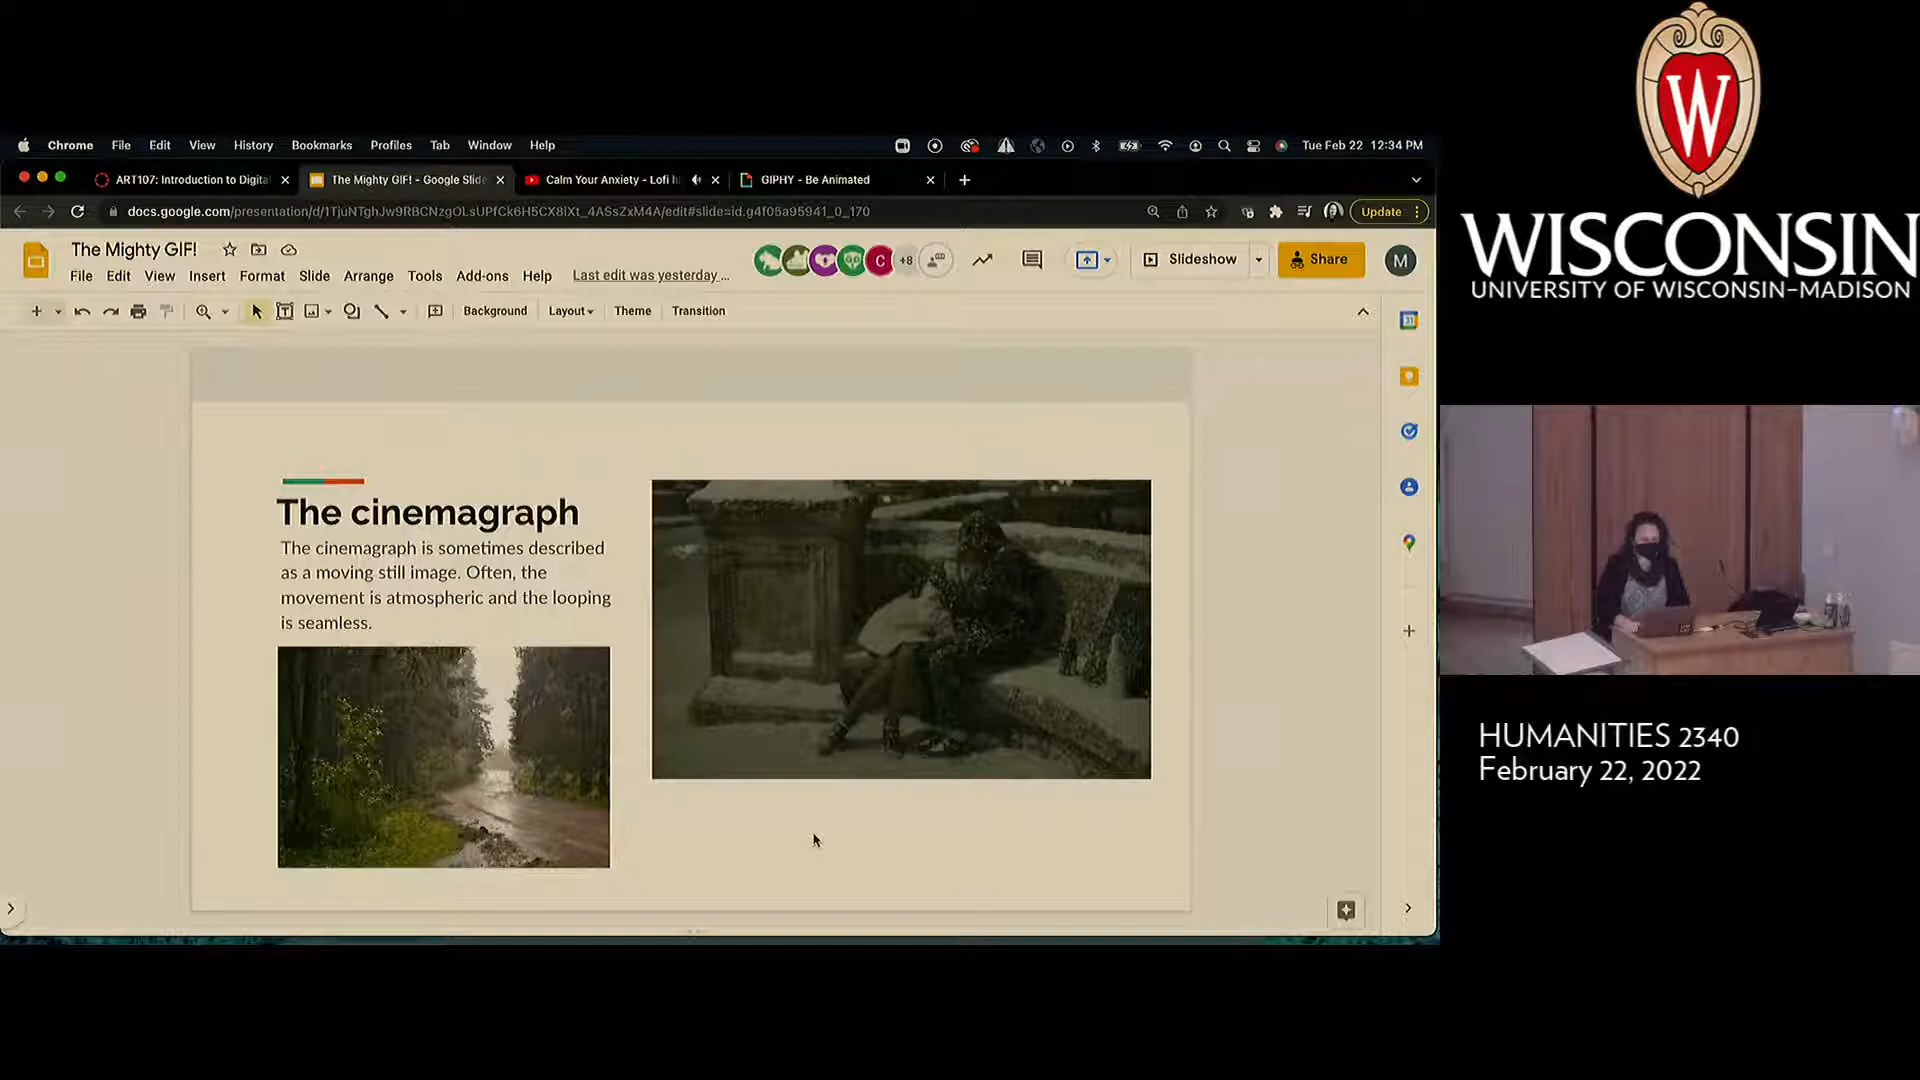 Chrome File Edit View History Bookmarks Profiles Tab Window Help Tue Feb 22 12:34 PM
ART107: Introduction to Digita The Mighty GIF! - Google Slide Calm Your Anxiety - Lofi h GIPHY - Be Animated
docs.google.com/presentation/d/1TjuNTghJw9RBCNzgOLsUPfCk6H5CX8lXt_4ASsZxM4A/edit#slide=id.g4f05a95941_0_170 Update
The Mighty GIF!
C +8 Slideshow Share M
File Edit View Insert Format Slide Arrange Tools Add-ons Help Last edit was yesterday ...
Background Layout Theme Transition
31
The cinemagraph
The cinemagraph is sometimes described
as a moving still image. Often, the
movement is atmospheric and the looping
is seamless.
W
WISCONSIN
UNIVERSITY OF WISCONSIN–MADISON
HUMANITIES 2340
February 22, 2022